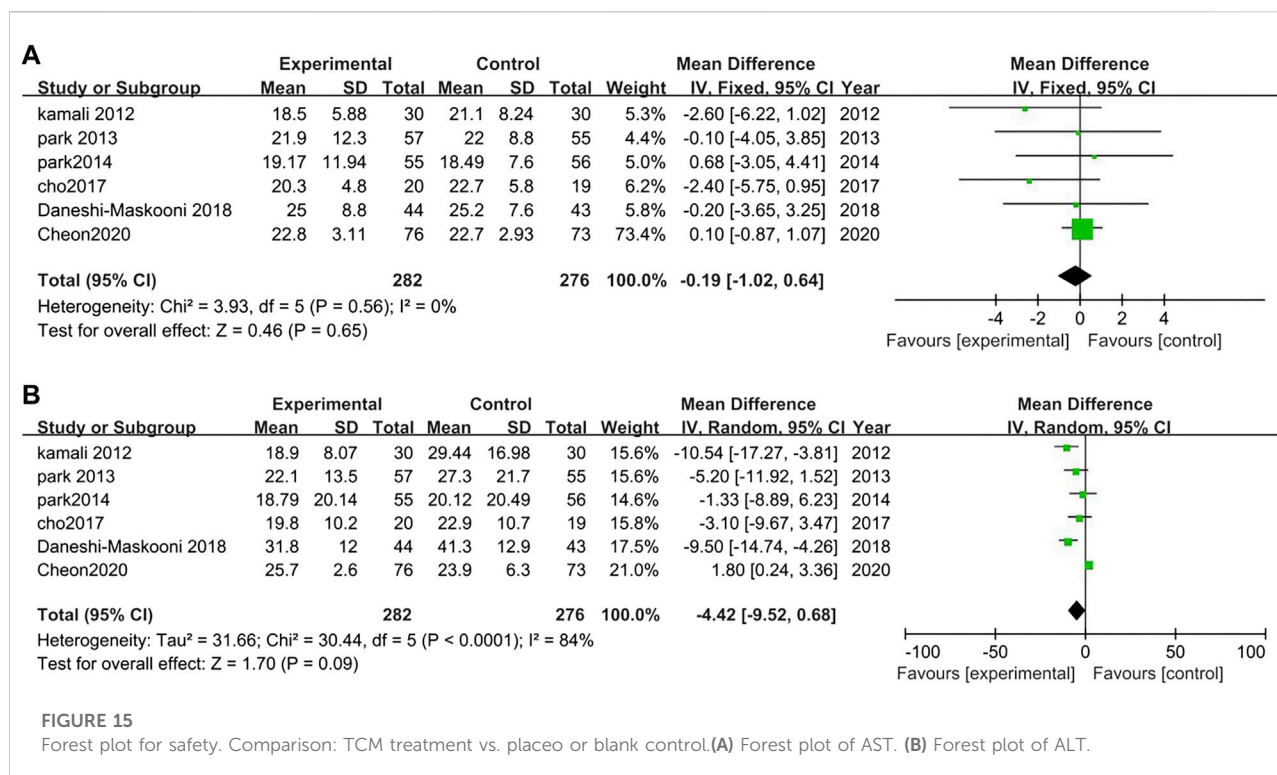 A
Experimental Control Mean Difference Mean Difference
Study or Subgroup Mean SD Total Mean SD Total Weight IV, Fixed, 95% CI Year IV, Fixed, 95% CI
kamali 2012 18.5 5.88 30 21.1 8.24 30 5.3% -2.60 [-6.22, 1.02] 2012
park 2013 21.9 12.3 57 22 8.8 55 4.4% -0.10 [-4.05, 3.85] 2013
park2014 19.17 11.94 55 18.49 7.6 56 5.0% 0.68 [-3.05, 4.41] 2014
cho2017 20.3 4.8 20 22.7 5.8 19 6.2% -2.40 [-5.75, 0.95] 2017
Daneshi-Maskooni 2018 25 8.8 44 25.2 7.6 43 5.8% -0.20 [-3.65, 3.25] 2018
Cheon2020 22.8 3.11 76 22.7 2.93 73 73.4% 0.10 [-0.87, 1.07] 2020
Total (95% CI) 282 276 100.0% -0.19 [-1.02, 0.64]
Heterogeneity: Chi² = 3.93, df = 5 (P = 0.56); I² = 0%
Test for overall effect: Z = 0.46 (P = 0.65)
-4 -2 0 2 4
Favours [experimental] Favours [control]
B
Experimental Control Mean Difference Mean Difference
Study or Subgroup Mean SD Total Mean SD Total Weight IV, Random, 95% CI Year IV, Random, 95% CI
kamali 2012 18.9 8.07 30 29.44 16.98 30 15.6% -10.54 [-17.27, -3.81] 2012
park 2013 22.1 13.5 57 27.3 21.7 55 15.6% -5.20 [-11.92, 1.52] 2013
park2014 18.79 20.14 55 20.12 20.49 56 14.6% -1.33 [-8.89, 6.23] 2014
cho2017 19.8 10.2 20 22.9 10.7 19 15.8% -3.10 [-9.67, 3.47] 2017
Daneshi-Maskooni 2018 31.8 12 44 41.3 12.9 43 17.5% -9.50 [-14.74, -4.26] 2018
Cheon2020 25.7 2.6 76 23.9 6.3 73 21.0% 1.80 [0.24, 3.36] 2020
Total (95% CI) 282 276 100.0% -4.42 [-9.52, 0.68]
Heterogeneity: Tau² = 31.66; Chi² = 30.44, df = 5 (P < 0.0001); I² = 84%
Test for overall effect: Z = 1.70 (P = 0.09)
-100 -50 0 50 100
Favours [experimental] Favours [control]
FIGURE 15
Forest plot for safety. Comparison: TCM treatment vs. placeo or blank control.(A) Forest plot of AST. (B) Forest plot of ALT.